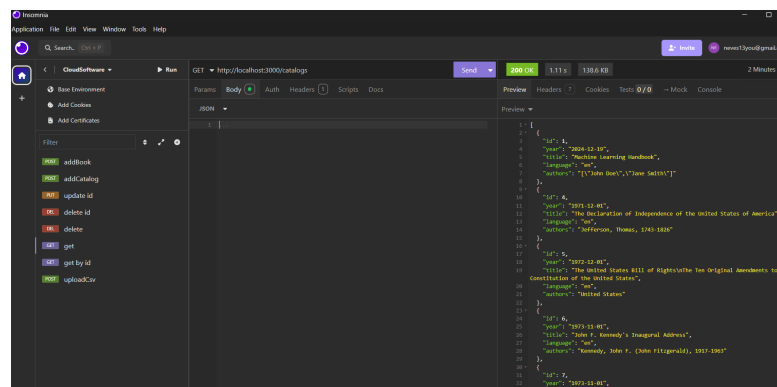 Insomnia
Application File Edit View Window Tools Help
Search.. Ctrl + P
Invite
neves13you@gmail.
CloudSoftware
Run
GET http://localhost:3000/catalogs
Send
200 OK 1.11 s 138.6 KB
2 Minutes
Base Environment
Add Cookies
Add Certificates
Params Body Auth Headers 1 Scripts Docs
Preview Headers 7 Cookies Tests 0 / 0 Mock Console
JSON
Preview
Filter
POST addBook
POST addCatalog
PUT update id
DEL delete id
DEL delete
GET get
GET get by id
POST uploadCsv
1
1 [
2 {
3 "id": 1,
4 "year": "2024-12-19",
5 "title": "Machine Learning Handbook",
6 "language": "en",
7 "authors": "[\"John Doe\",\"Jane Smith\"]"
8 },
9 {
10 "id": 4,
11 "year": "1971-12-01",
12 "title": "The Declaration of Independence of the United States of America"
13 "language": "en",
14 "authors": "Jefferson, Thomas, 1743-1826"
15 },
16 {
17 "id": 5,
18 "year": "1972-12-01",
19 "title": "The United States Bill of Rights\nThe Ten Original Amendments to
Constitution of the United States",
20 "language": "en",
21 "authors": "United States"
22 },
23 {
24 "id": 6,
25 "year": "1973-11-01",
26 "title": "John F. Kennedy's Inaugural Address",
27 "language": "en",
28 "authors": "Kennedy, John F. (John Fitzgerald), 1917-1963"
29 },
30 {
31 "id": 7,
32 "year": "1973-11-01",